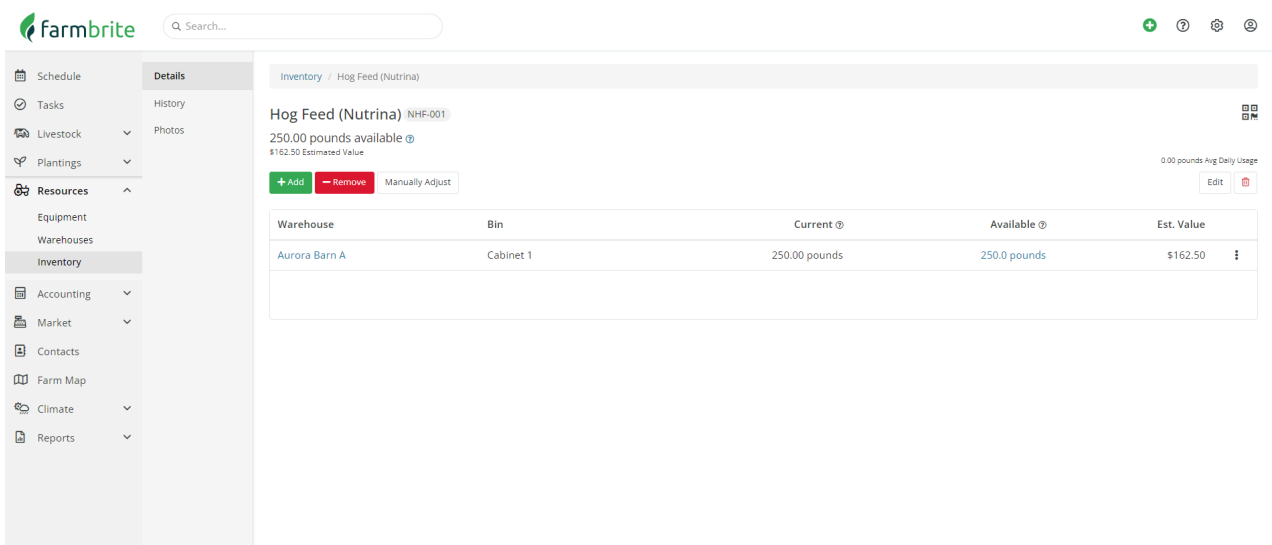 farmbrite
Search...
Schedule
Tasks
Livestock
Plantings
Resources
Equipment
Warehouses
Inventory
Accounting
Market
Contacts
Farm Map
Climate
Reports
Details
History
Photos
Inventory / Hog Feed (Nutrina)
Hog Feed (Nutrina) NHF-001
250.00 pounds available
$162.50 Estimated Value
0.00 pounds Avg Daily Usage
+ Add − Remove Manually Adjust Edit
Warehouse Bin Current Available Est. Value
Aurora Barn A Cabinet 1 250.00 pounds 250.0 pounds $162.50